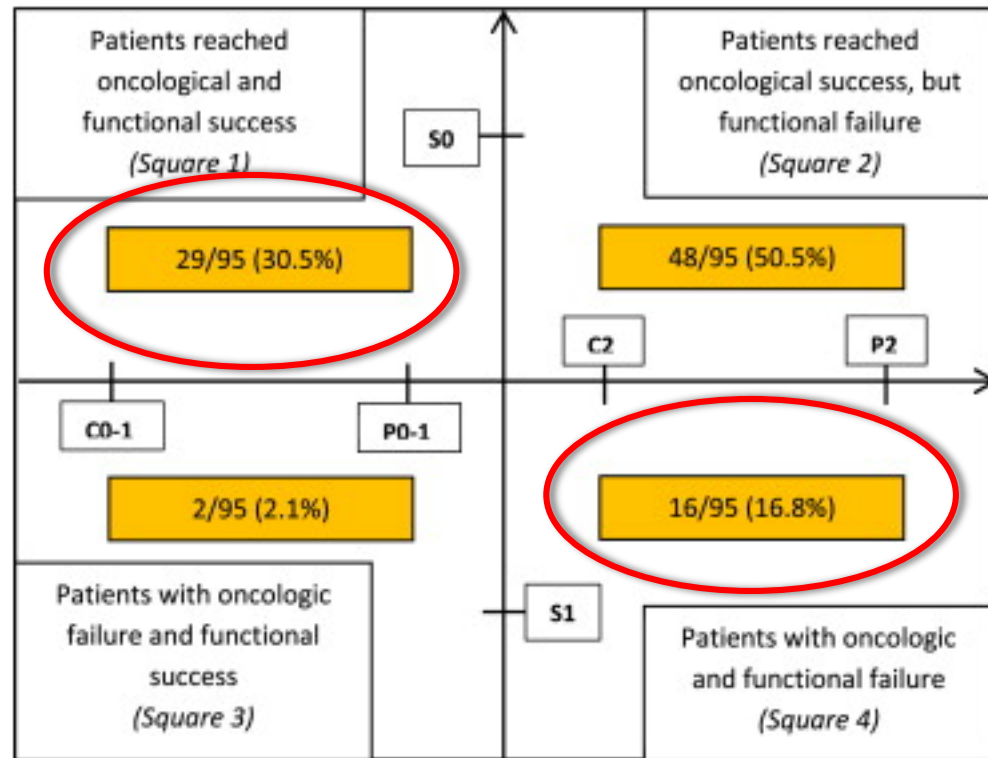 Patients reached
oncological and
functional success
(Square 1)
S0
Patients reached
oncological success, but
functional failure
(Square 2)
29/95 (30.5%)
48/95 (50.5%)
C2
P2
C0-1
P0-1
2/95 (2.1%)
16/95 (16.8%)
S1
Patients with oncologic
failure and functional
success
(Square 3)
Patients with oncologic
and functional failure
(Square 4)